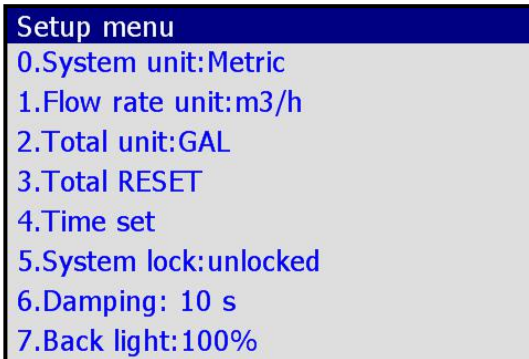 Setup menu
0.System unit:Metric
1.Flow rate unit:m3/h
2.Total unit:GAL
3.Total RESET
4.Time set
5.System lock:unlocked
6.Damping: 10 s
7.Back light:100%